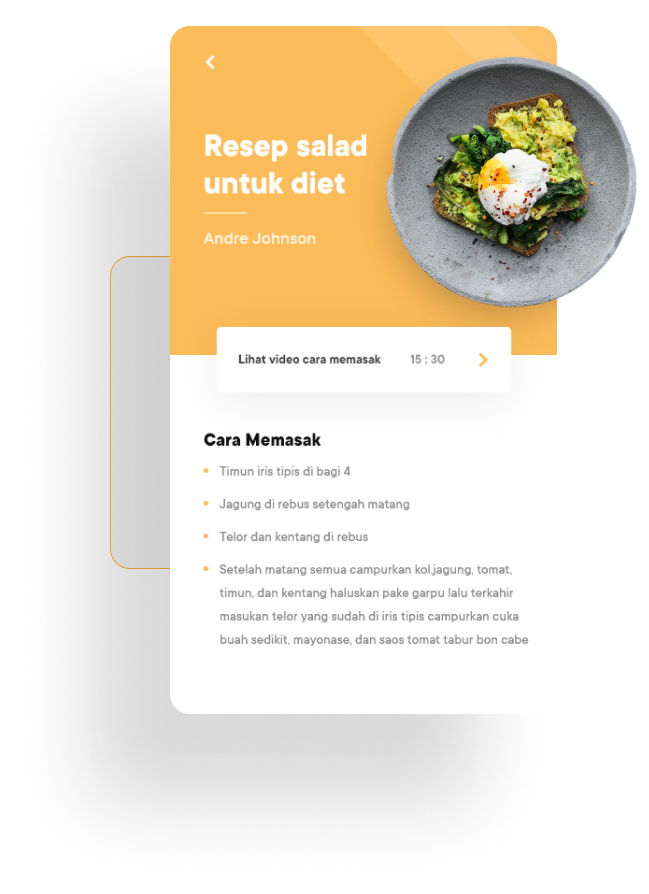 Resep salad
untuk diet
Andre Johnson
Lihat video cara memasak 15 : 30
Cara Memasak
Timun iris tipis di bagi 4
Jagung di rebus setengah matang
Telor dan kentang di rebus
Setelah matang semua campurkan kol,jagung, tomat,
timun, dan kentang haluskan pake garpu lalu terkahir
masukan telor yang sudah di iris tipis campurkan cuka
buah sedikit, mayonase, dan saos tomat tabur bon cabe